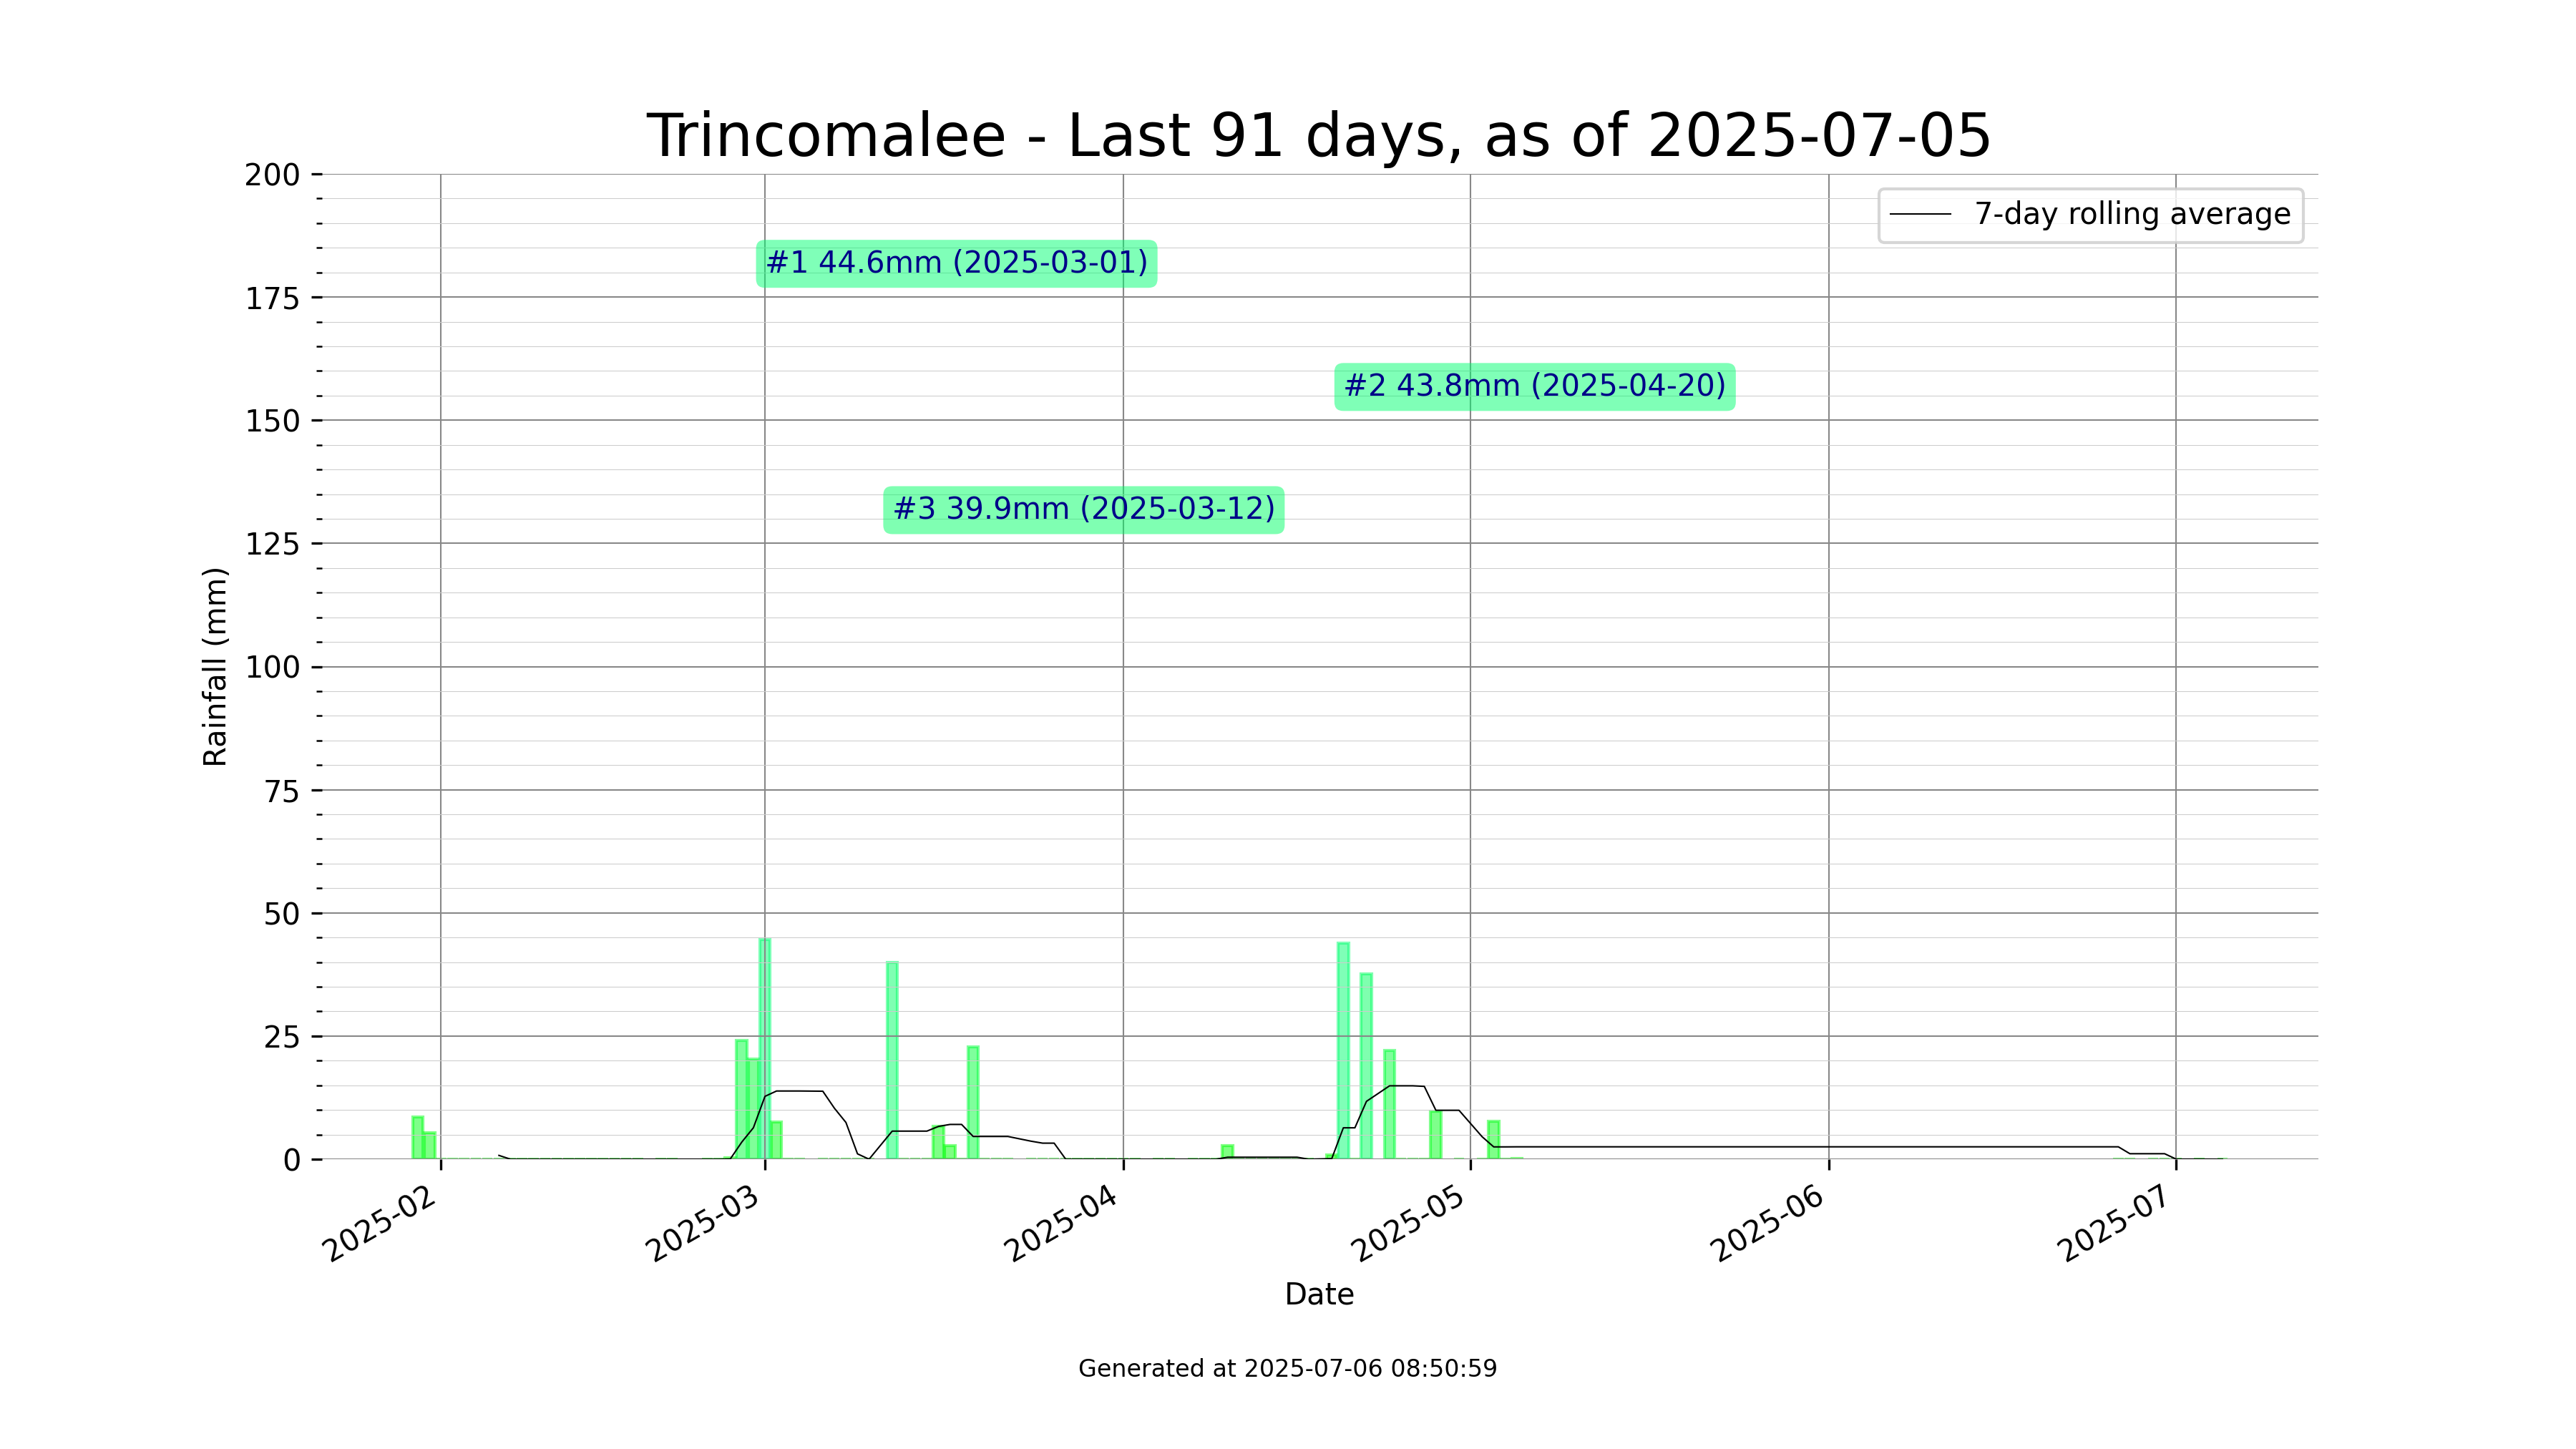 Trincomalee - Last 91 days, as of 2025-07-05
7-day rolling average
#1 44.6mm (2025-03-01)
#2 43.8mm (2025-04-20)
#3 39.9mm (2025-03-12)
Rainfall (mm)
200
175
150
125
100
75
50
25
0
2025-02
2025-03
2025-04
2025-05
2025-06
2025-07
Date
Generated at 2025-07-06 08:50:59